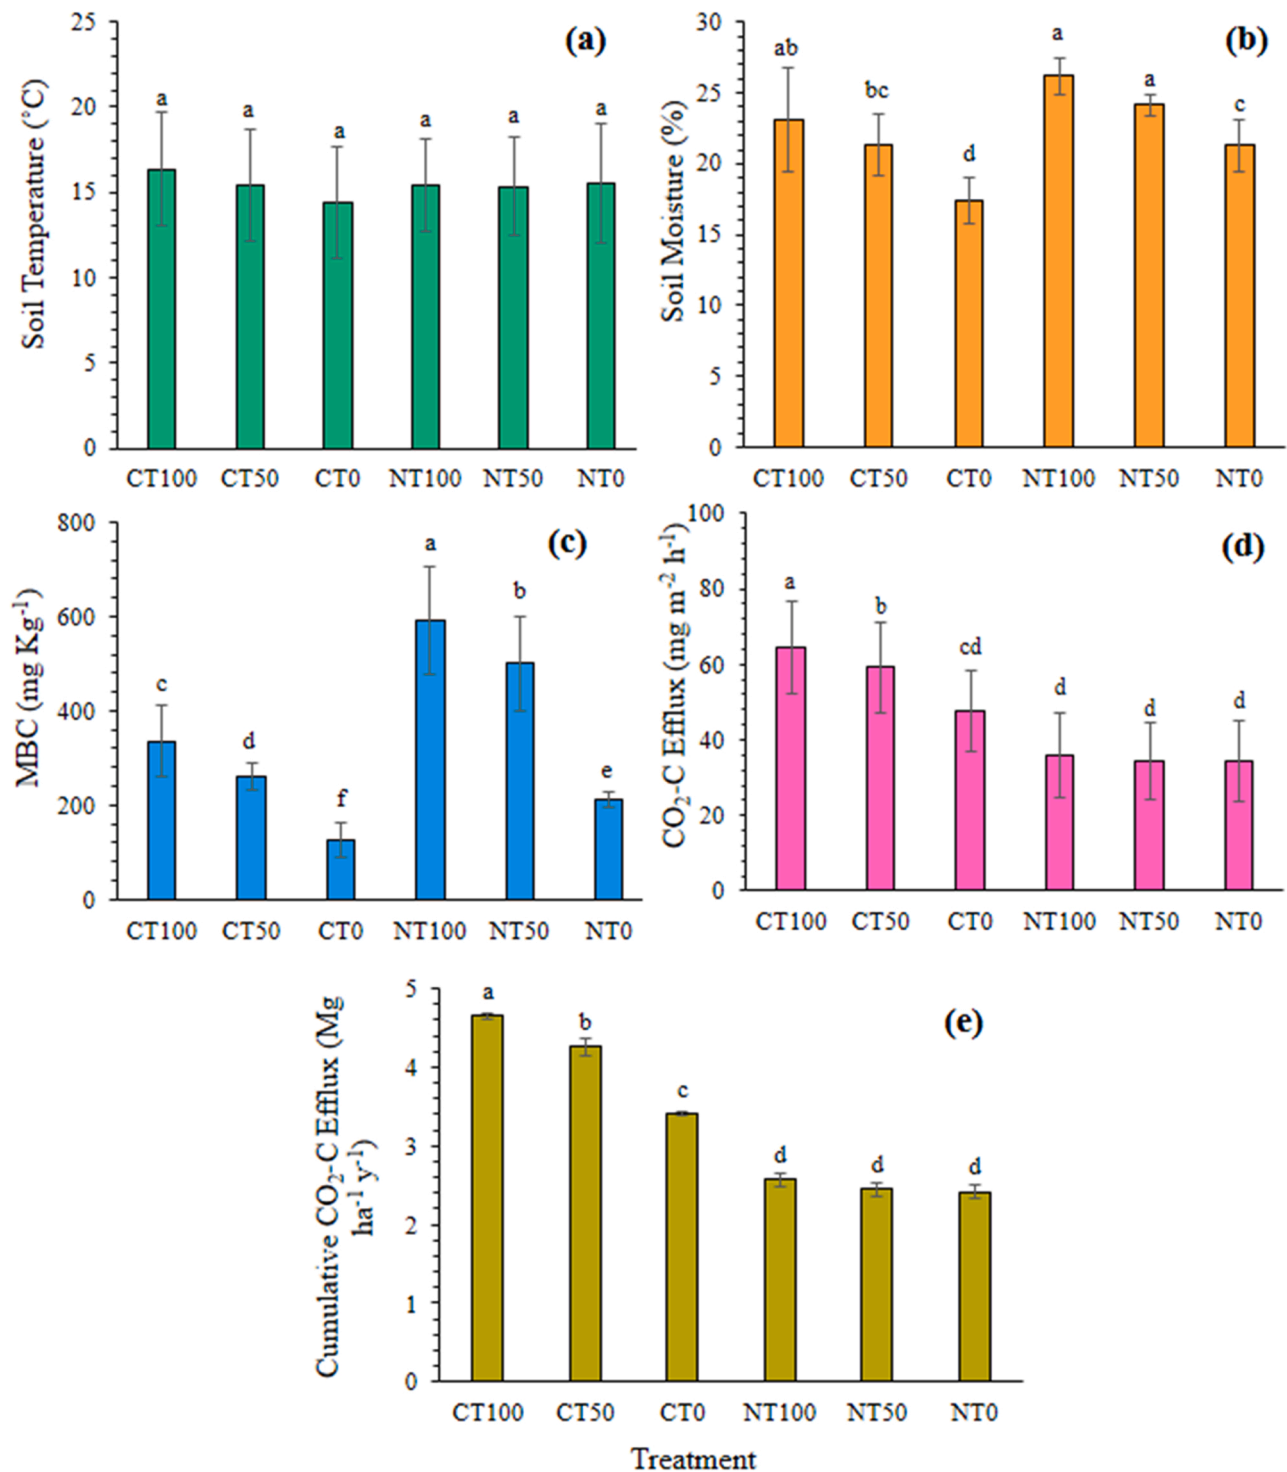 25
20
15
10
5
0
Soil Temperature (°C)
(a)
a
a
a
a
a
a
CT100 CT50 CT0 NT100 NT50 NT0
30
25
20
15
10
5
0
Soil Moisture (%)
(b)
ab
bc
d
a
a
c
CT100 CT50 CT0 NT100 NT50 NT0
800
600
400
200
0
MBC (mg Kg⁻¹)
(c)
c
d
f
a
b
e
CT100 CT50 CT0 NT100 NT50 NT0
100
80
60
40
20
0
CO₂-C Efflux (mg m⁻² h⁻¹)
(d)
a
b
cd
d
d
d
CT100 CT50 CT0 NT100 NT50 NT0
5
4
3
2
1
0
Cumulative CO₂-C Efflux (Mg
ha⁻¹ y⁻¹)
(e)
a
b
c
d
d
d
CT100 CT50 CT0 NT100 NT50 NT0
Treatment